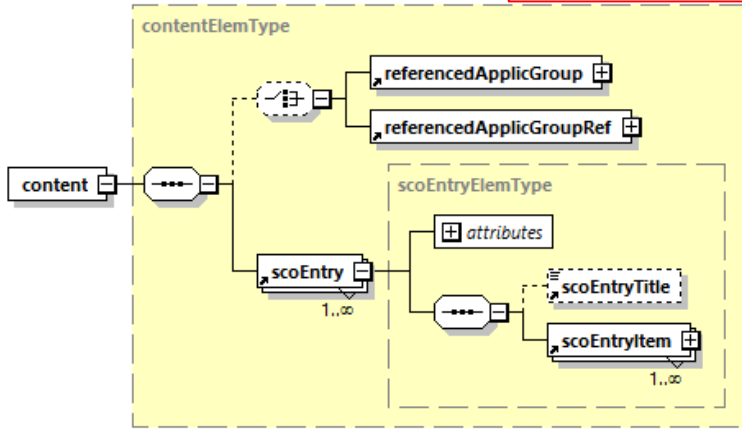 contentElemType
referencedApplicGroup
referencedApplicGroupRef
content
scoEntryElemType
attributes
scoEntry
1..∞
scoEntryTitle
scoEntryItem
1..∞